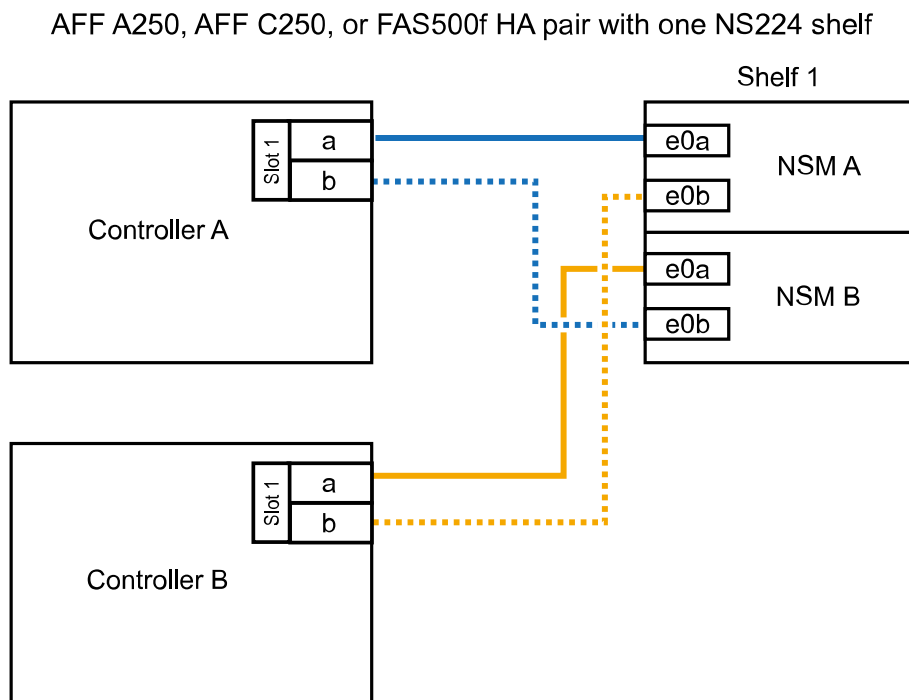 AFF A250, AFF C250, or FAS500f HA pair with one NS224 shelf
Shelf 1
Slot 1
a
b
Controller A
e0a
e0b
NSM A
e0a
e0b
NSM B
Slot 1
a
b
Controller B